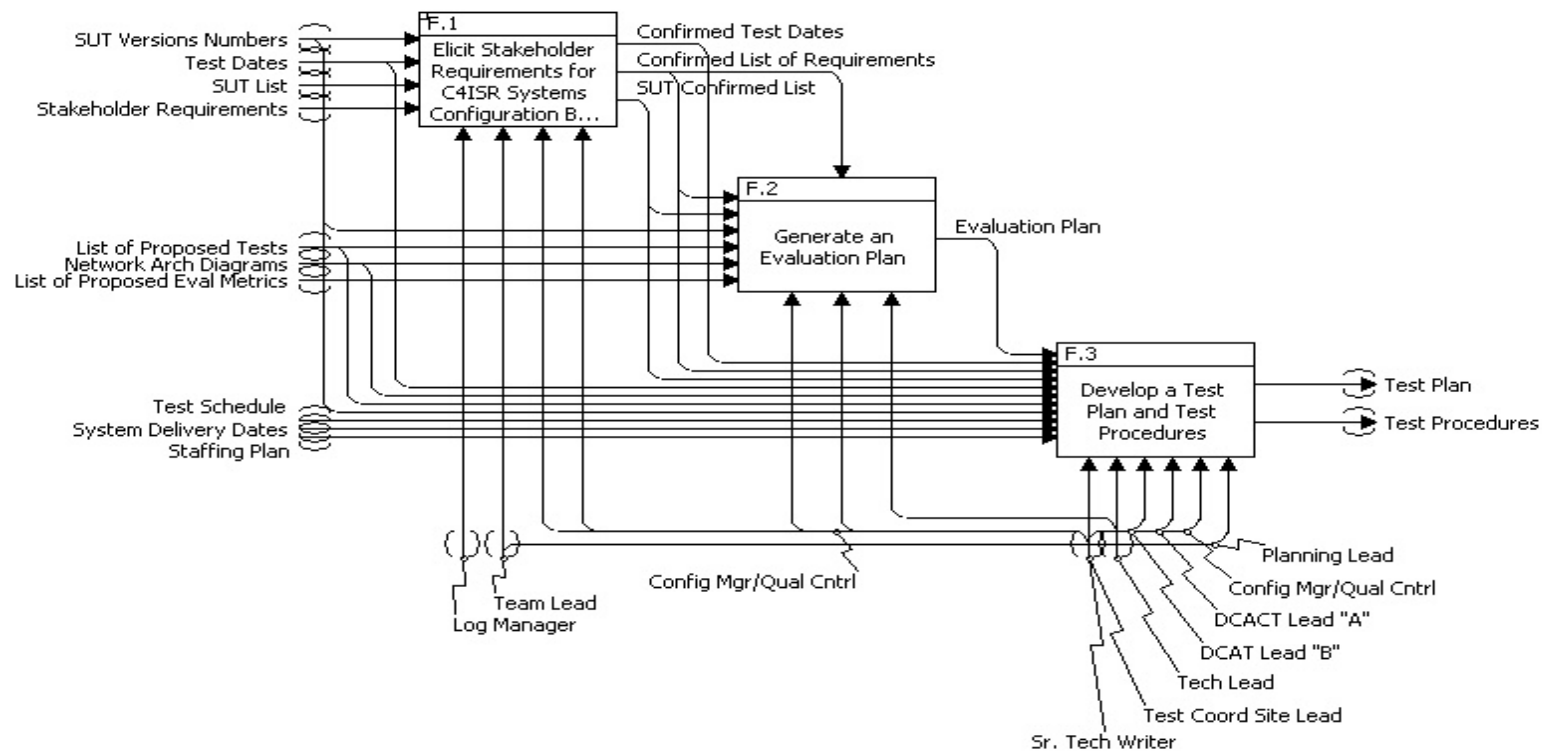 F.1
SUT Versions Numbers
Test Dates
SUT List
Stakeholder Requirements
Elicit Stakeholder
Requirements for
C4ISR Systems
Configuration B...
Confirmed Test Dates
Confirmed List of Requirements
SUT Confirmed List
F.2
Generate an
Evaluation Plan
Evaluation Plan
List of Proposed Tests
Network Arch Diagrams
List of Proposed Eval Metrics
F.3
Develop a Test
Plan and Test
Procedures
Test Plan
Test Procedures
Test Schedule
System Delivery Dates
Staffing Plan
Planning Lead
Config Mgr/Qual Cntrl
Config Mgr/Qual Cntrl
Team Lead
Log Manager
DCACT Lead "A"
DCAT Lead "B"
Tech Lead
Test Coord Site Lead
Sr. Tech Writer